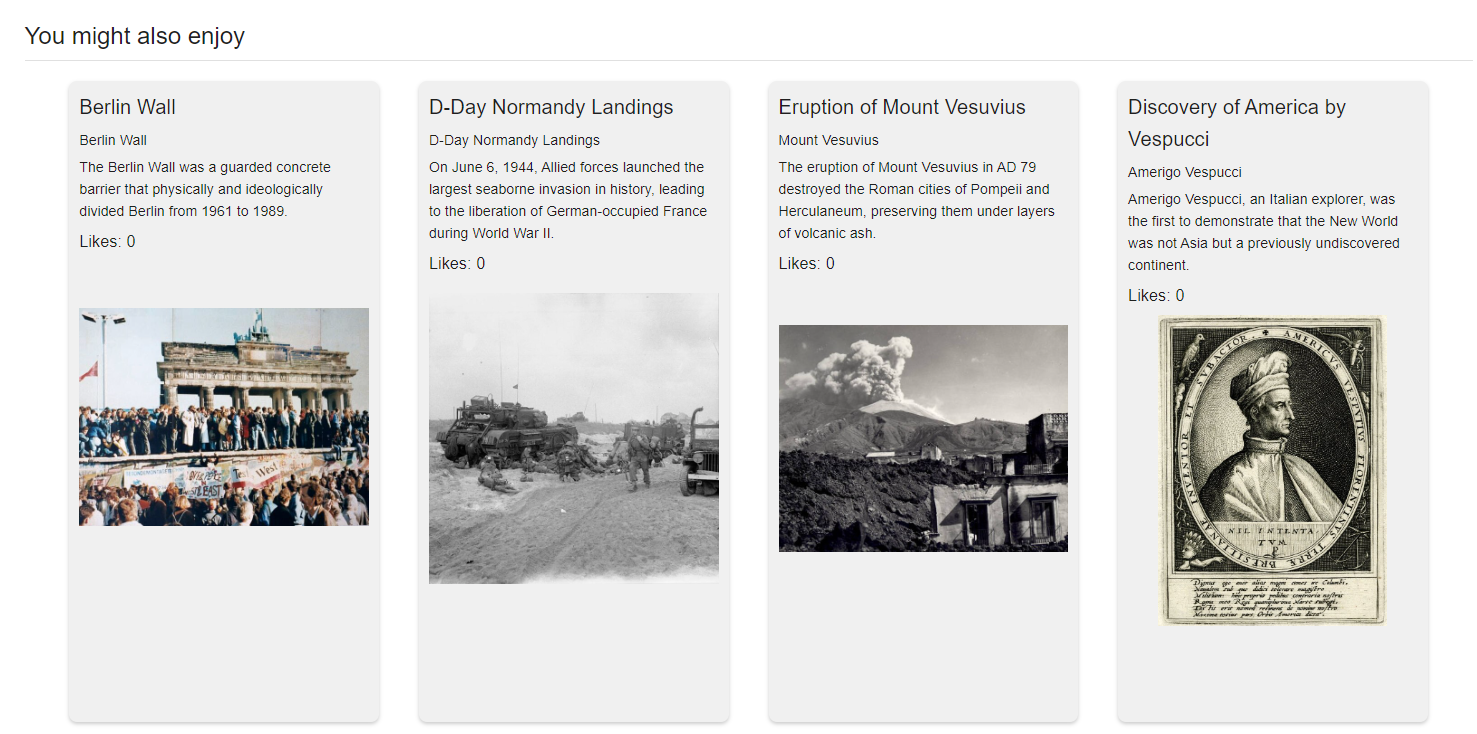 You might also enjoy
Berlin Wall
Berlin Wall
The Berlin Wall was a guarded concrete
barrier that physically and ideologically
divided Berlin from 1961 to 1989.
Likes: 0
West
D-Day Normandy Landings
D-Day Normandy Landings
On June 6, 1944, Allied forces launched the
largest seaborne invasion in history, leading
to the liberation of German-occupied France
during World War II.
Likes: 0
Eruption of Mount Vesuvius
Mount Vesuvius
The eruption of Mount Vesuvius in AD 79
destroyed the Roman cities of Pompeii and
Herculaneum, preserving them under layers
of volcanic ash.
Likes: 0
Discovery of America by
Vespucci
Amerigo Vespucci
Amerigo Vespucci, an Italian explorer, was
the first to demonstrate that the New World
was not Asia but a previously undiscovered
continent.
Likes: 0
AMERICVS VESPVTIVS FLORENTINVS TERRÆ BRESILIANÆ INVENTOR ET SVBACTOR
NIL INTENTA
TVM